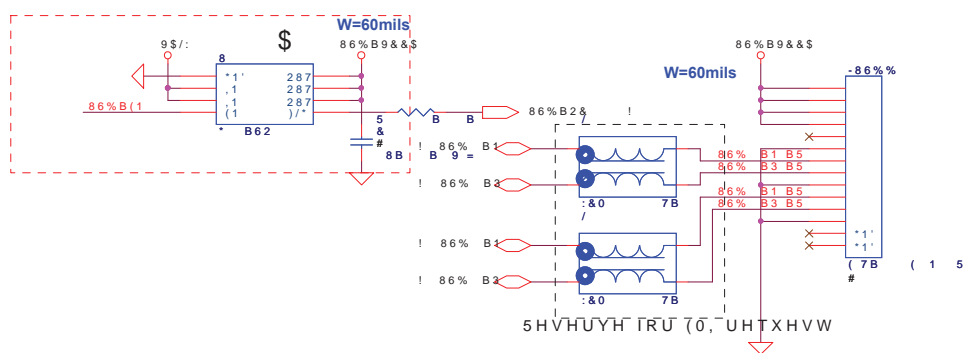 W=60mils
9$/:
$
86%B9&&$
8
*1'
,1
,1
(1
287
287
287
)/*
* B62
86%B(1
5
&
#
8B B 9 =
B B
86%B2& !
/
! 86% B1
! 86% B3
:&0 7B
/
! 86% B1
! 86% B3
:&0 7B
5HVHUYH IRU (0, UHTXHVW
W=60mils
86%B9&&$
-86%%
86% B1 B5
86% B3 B5
86% B1 B5
86% B3 B5
*1'
*1'
( 7B ( 1 5
#